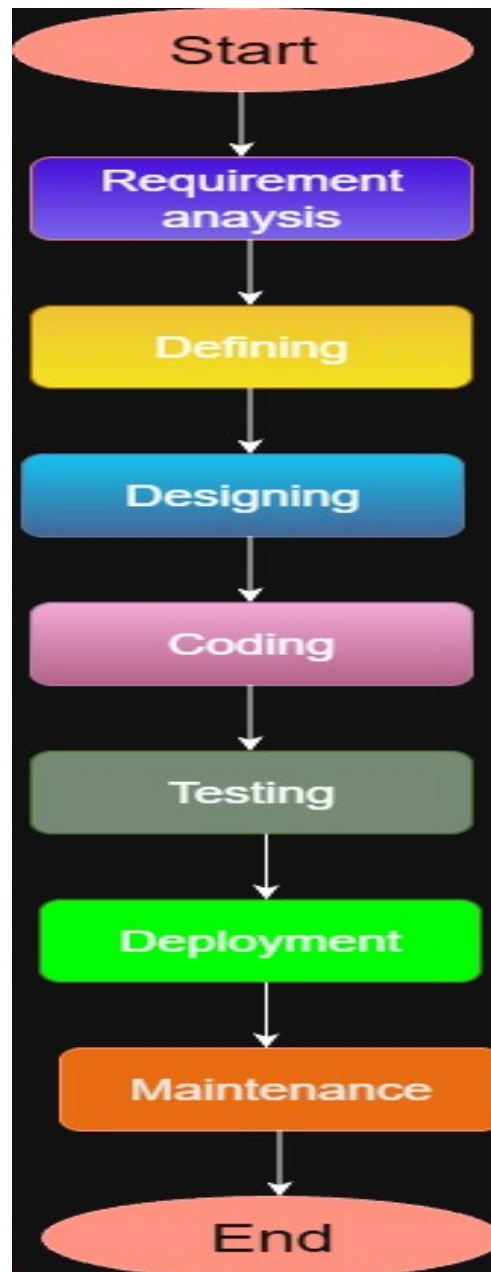 Start
Requirement
anaysis
Defining
Designing
Coding
Testing
Deployment
Maintenance
End